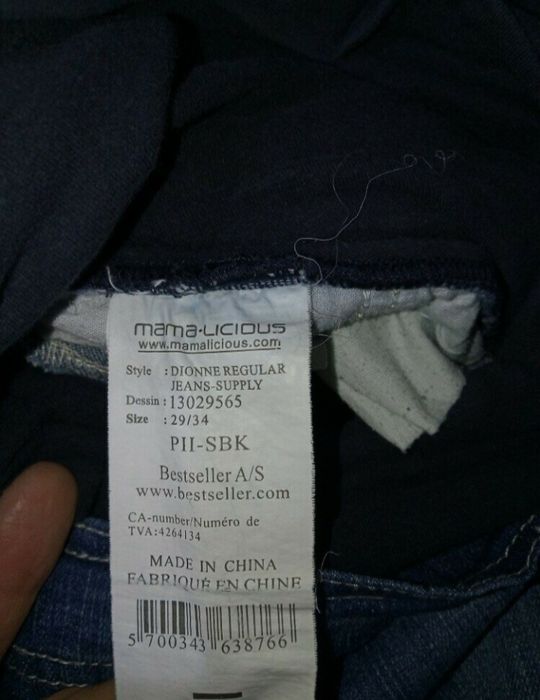 mama·licious
www.mamalicious.com
Style : DIONNE REGULAR
JEANS-SUPPLY
Dessin : 13029565
Size : 29/34
PII-SBK
Bestseller A/S
www.bestseller.com
CA-number/Numéro de
TVA:4264134
MADE IN CHINA
FABRIQUÉ EN CHINE
5 700343 638766